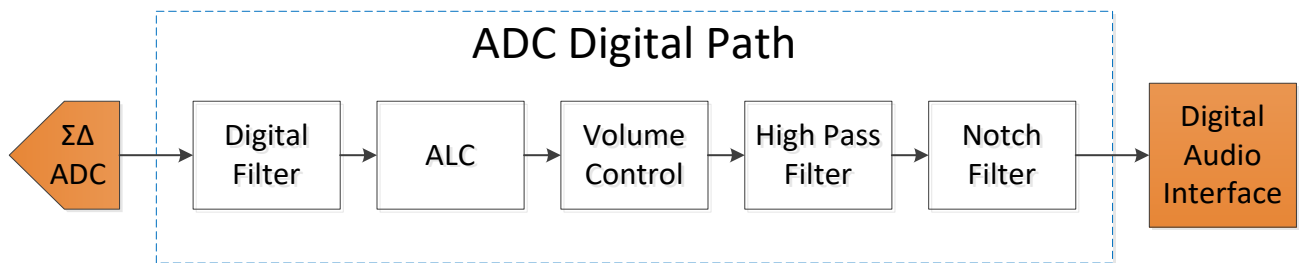 ADC Digital Path
ΣΔ
ADC
Digital
Filter
ALC
Volume
Control
High Pass
Filter
Notch
Filter
Digital
Audio
Interface